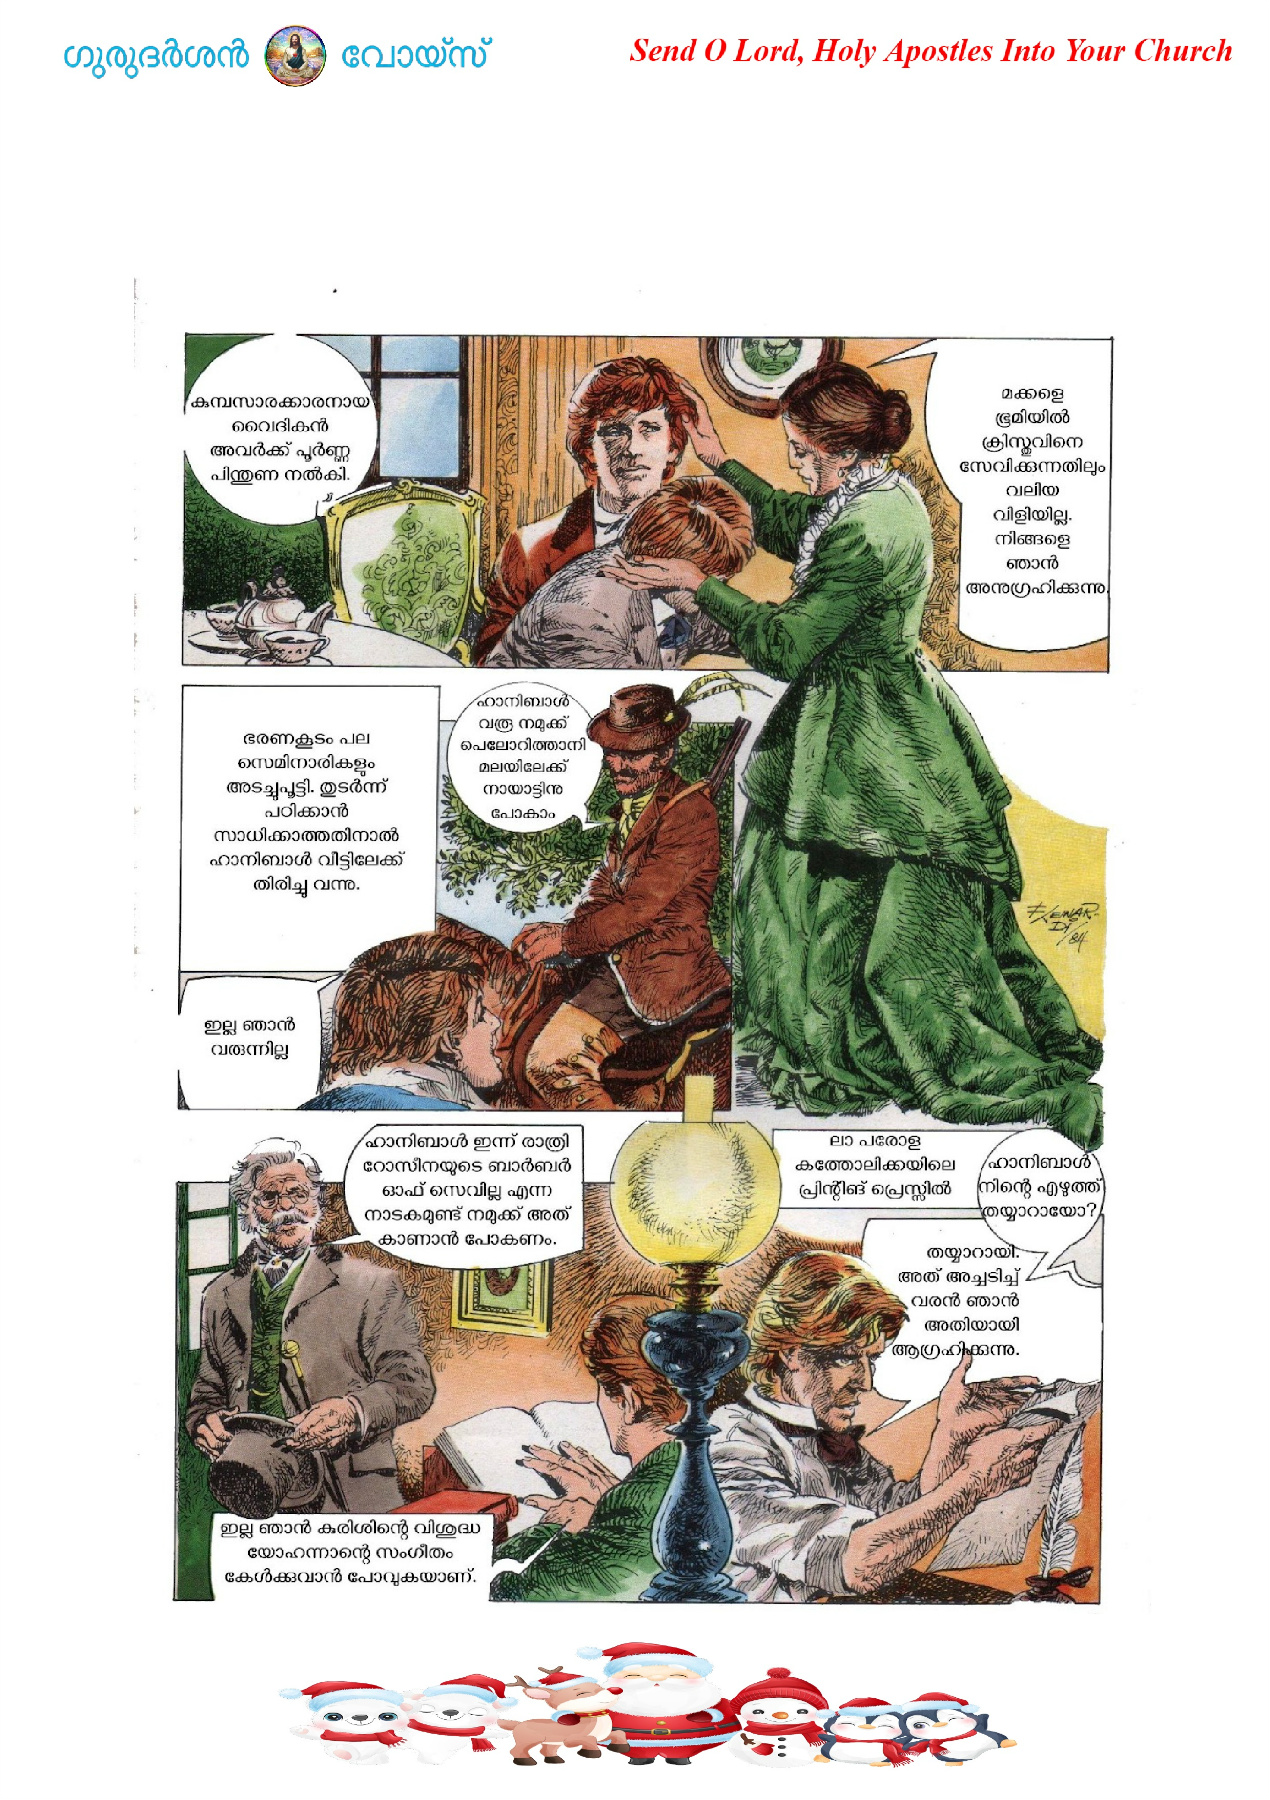 ഗുരുദർശൻ വോയ്സ്
Send O Lord, Holy Apostles Into Your Church
കുമ്പസാരക്കാരനായ
വൈദികൻ
അവർക്ക് പൂർണ്ണ
പിന്തുണ നൽകി.
മക്കളെ
ഭൂമിയിൽ
ക്രിസ്തുവിനെ
സേവിക്കുന്നതിലും
വലിയ
വിളിയില്ല.
നിങ്ങളെ
ഞാൻ
അനുഗ്രഹിക്കുന്നു.
ഭരണകൂടം പല
സെമിനാരികളും
അടച്ചുപൂട്ടി. തുടർന്ന്
പഠിക്കാൻ
സാധിക്കാത്തതിനാൽ
ഹാനിബാൾ വീട്ടിലേക്ക്
തിരിച്ചു വന്നു.
ഹാനിബാൾ
വരൂ നമുക്ക്
പെലോറിത്താനി
മലയിലേക്ക്
നായാട്ടിനു
പോകാം
ഇല്ല ഞാൻ
വരുന്നില്ല
ഹാനിബാൾ ഇന്ന് രാത്രി
റോസീനയുടെ ബാർബർ
ഓഫ് സെവില്ല എന്ന
നാടകമുണ്ട് നമുക്ക് അത്
കാണാൻ പോകണം.
ഇല്ല ഞാൻ കുരിശിന്റെ വിശുദ്ധ
യോഹന്നാന്റെ സംഗീതം
കേൾക്കുവാൻ പോവുകയാണ്.
ലാ പരോള
കത്തോലിക്കയിലെ
പ്രിന്റിങ് പ്രെസ്സിൽ
ഹാനിബാൾ
നിന്റെ എഴുത്ത്
തയ്യാറായോ?
തയ്യാറായി.
അത് അച്ചടിച്ച്
വരൻ ഞാൻ
അതിയായി
ആഗ്രഹിക്കുന്നു.